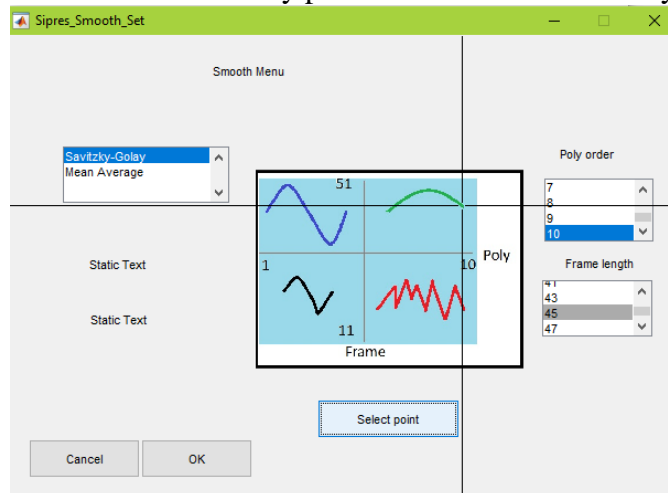 Sipres_Smooth_Set
Smooth Menu
Savitzky-Golay
Mean Average
Poly order
7
8
9
10
51
1
10
Poly
11
Frame
Static Text
Static Text
Frame length
41
43
45
47
Select point
Cancel
OK